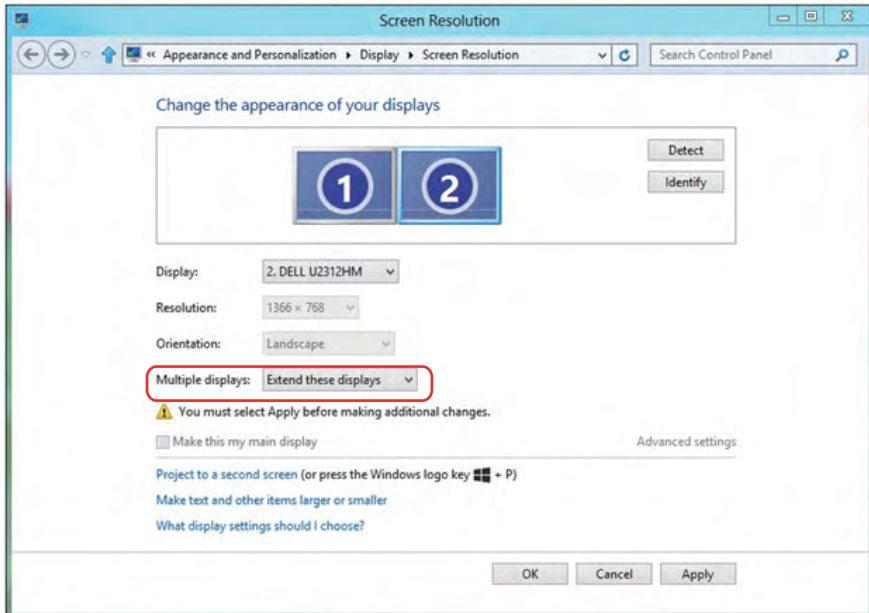 Screen Resolution
« Appearance and Personalization ▸ Display ▸ Screen Resolution Search Control Panel
Change the appearance of your displays
1 2
Detect
Identify
Display: 2. DELL U2312HM
Resolution: 1366 × 768
Orientation: Landscape
Multiple displays: Extend these displays
You must select Apply before making additional changes.
Make this my main display Advanced settings
Project to a second screen (or press the Windows logo key + P)
Make text and other items larger or smaller
What display settings should I choose?
OK Cancel Apply